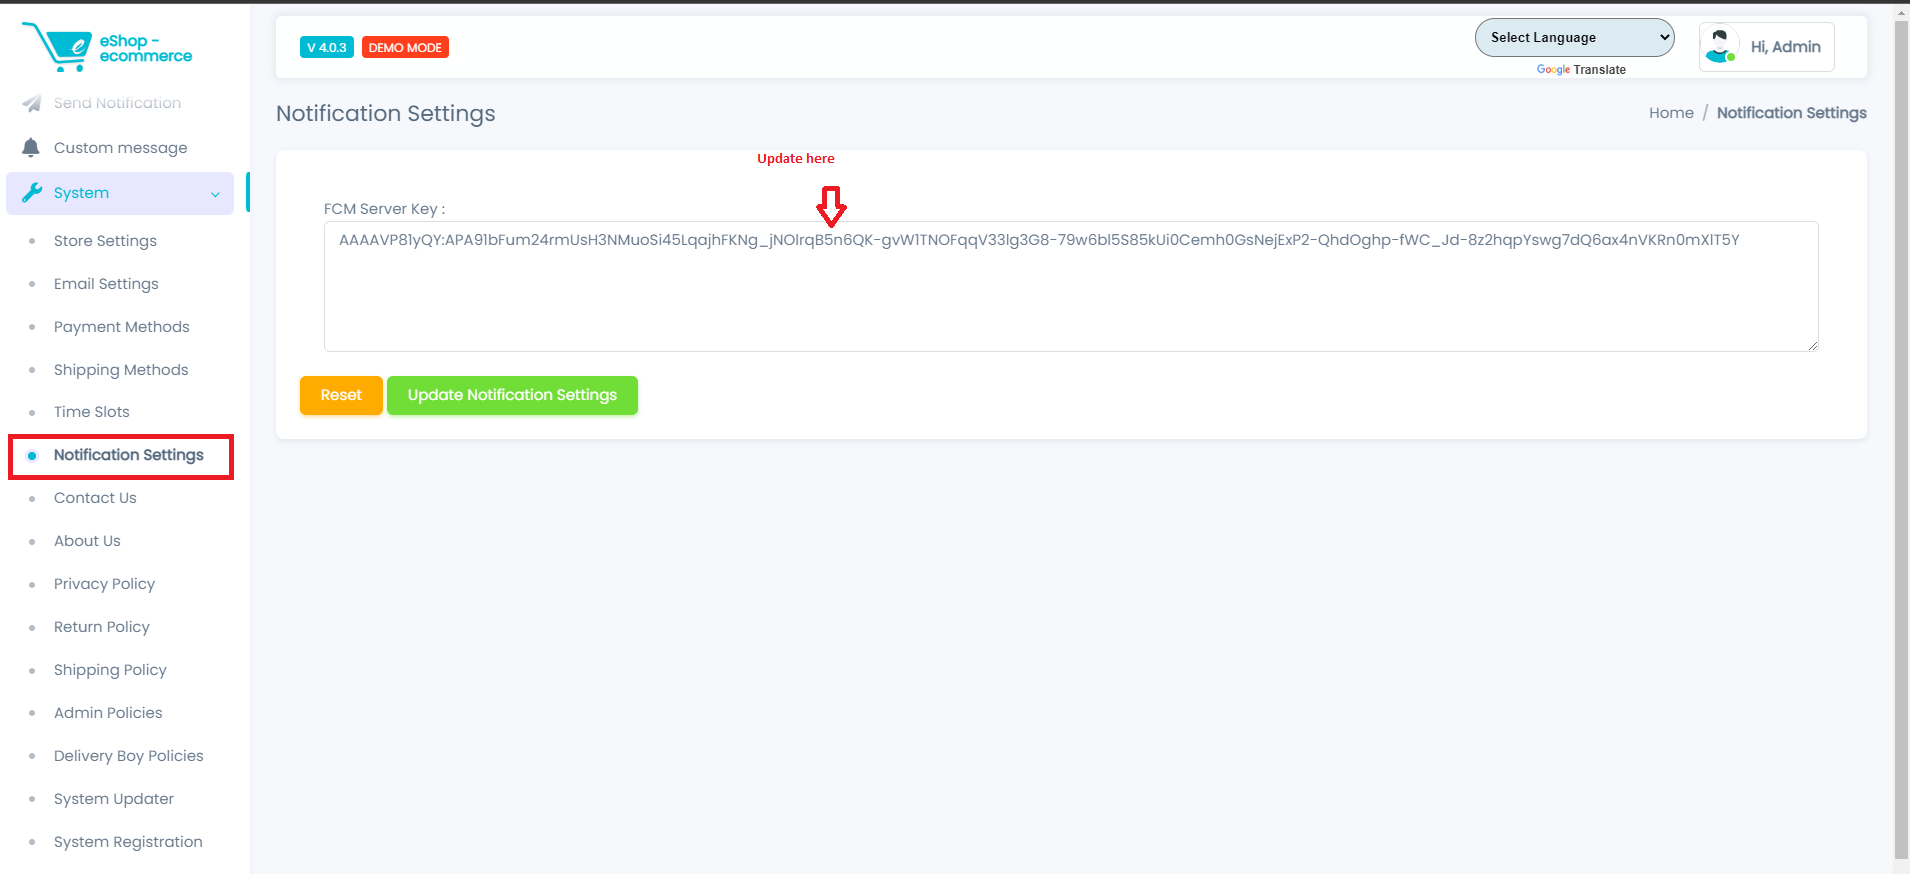 eShop -
ecommerce
V 4.0.3
DEMO MODE
Select Language
Google Translate
Hi, Admin
Send Notification
Custom message
System
Store Settings
Email Settings
Payment Methods
Shipping Methods
Time Slots
Notification Settings
Contact Us
About Us
Privacy Policy
Return Policy
Shipping Policy
Admin Policies
Delivery Boy Policies
System Updater
System Registration
Notification Settings
Home / Notification Settings
Update here
FCM Server Key :
AAAAVP81yQY:APA91bFum24rmUsH3NMuoSi45LqajhFKNg_jNOlrqB5n6QK-gvW1TNOFqqV33lg3G8-79w6bl5S85kUi0Cemh0GsNejExP2-QhdOghp-fWC_Jd-8z2hqpYswg7dQ6ax4nVKRn0mXlT5Y
Reset
Update Notification Settings